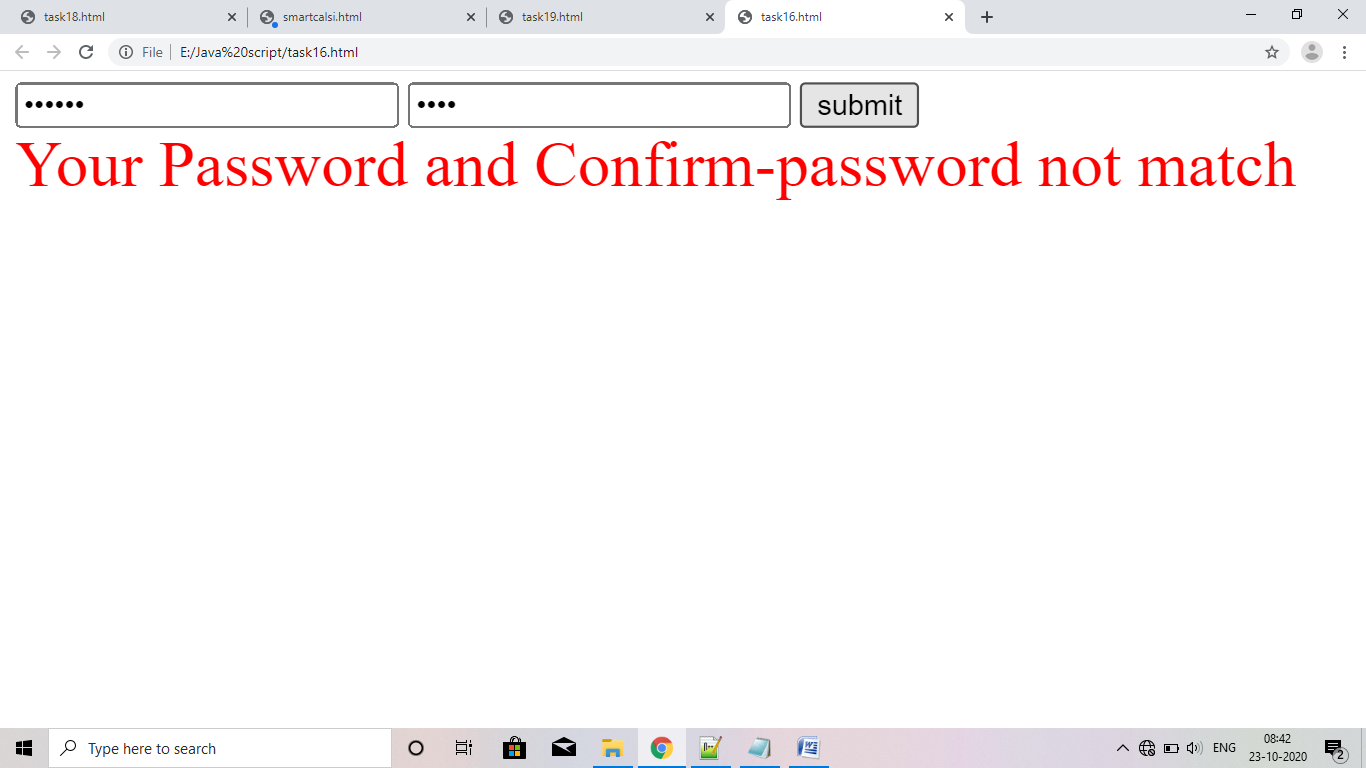 task18.html
smartcalsi.html
task19.html
task16.html
File
E:/Java%20script/task16.html
••••••
••••
submit
Your Password and Confirm-password not match
Type here to search
ENG
08:42
23-10-2020
2